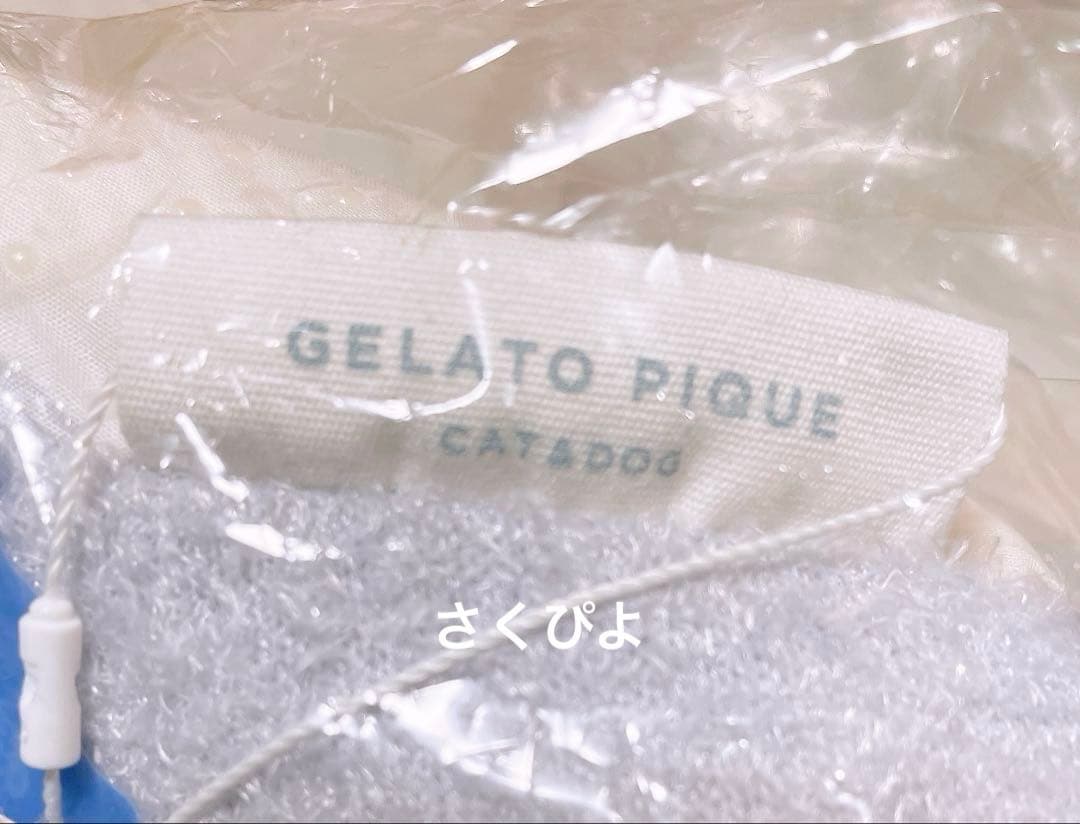 GELATO PIQUE
CAT&DOG
さくぴよ